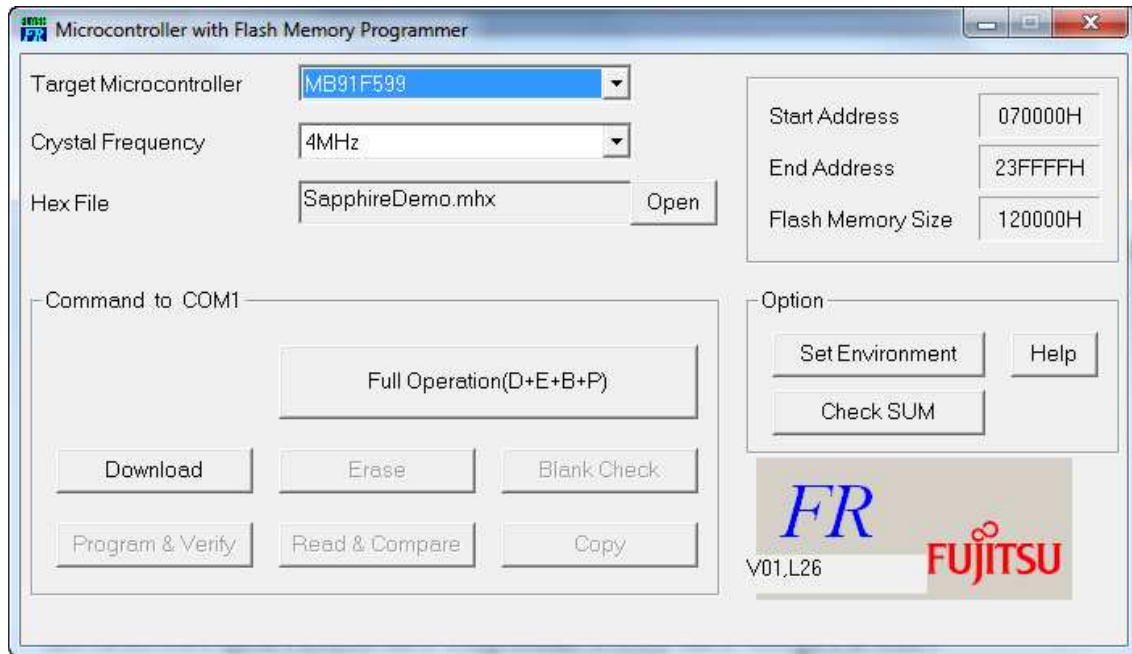 Microcontroller with Flash Memory Programmer
Target Microcontroller MB91F599
Crystal Frequency 4MHz
Hex File SapphireDemo.mhx Open
Start Address 070000H
End Address 23FFFFH
Flash Memory Size 120000H
Command to COM1
Full Operation(D+E+B+P)
Download Erase Blank Check
Program & Verify Read & Compare Copy
Option
Set Environment Help
Check SUM
FR
V01,L26
FUJITSU